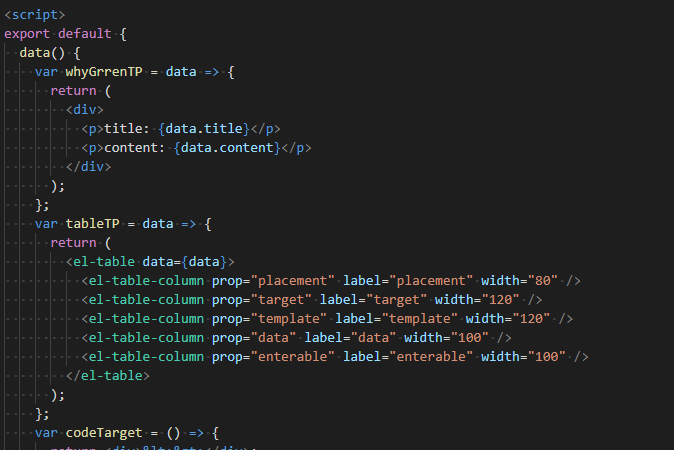 <script>
export default {
data() {
var whyGrrenTP = data => {
return (
<div>
<p>title: {data.title}</p>
<p>content: {data.content}</p>
</div>
);
};
var tableTP = data => {
return (
<el-table data={data}>
<el-table-column prop="placement" label="placement" width="80" />
<el-table-column prop="target" label="target" width="120" />
<el-table-column prop="template" label="template" width="120" />
<el-table-column prop="data" label="data" width="100" />
<el-table-column prop="enterable" label="enterable" width="100" />
</el-table>
);
};
var codeTarget = () => {